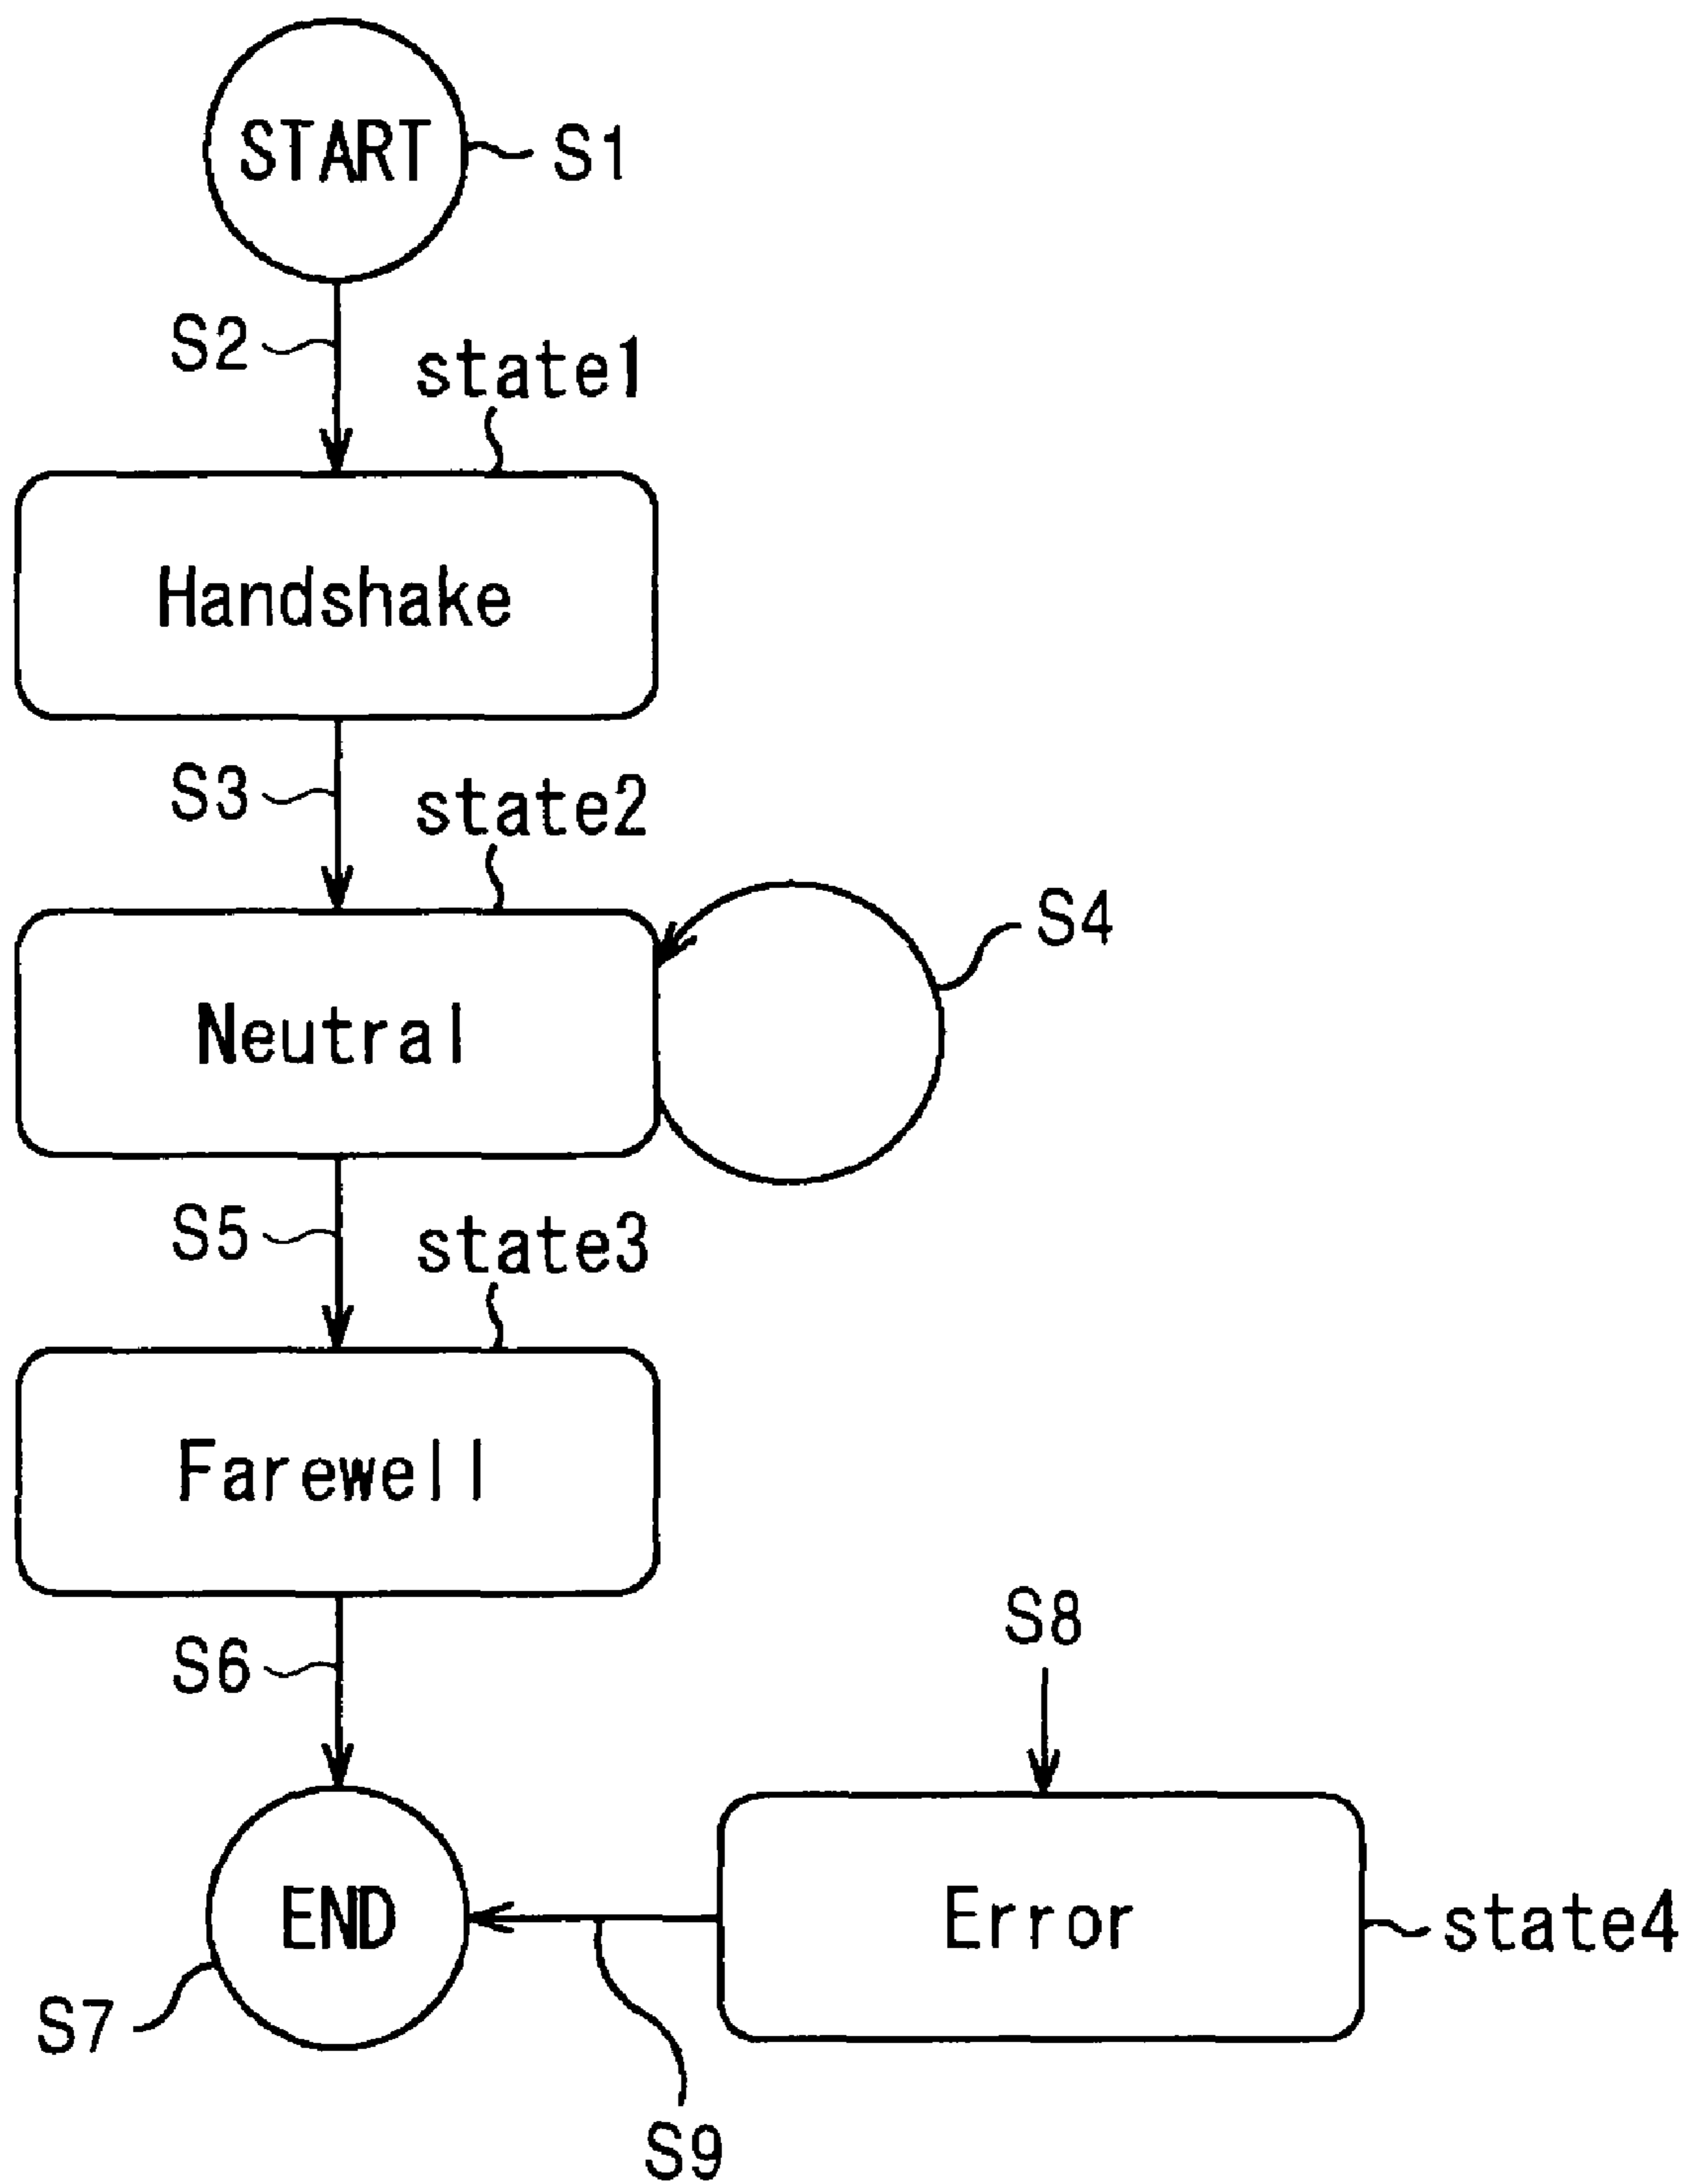 START
S1
S2
state1
Handshake
S3
state2
S4
Neutral
S5
state3
Farewell
S8
S6
END
Error
state4
S7
S9